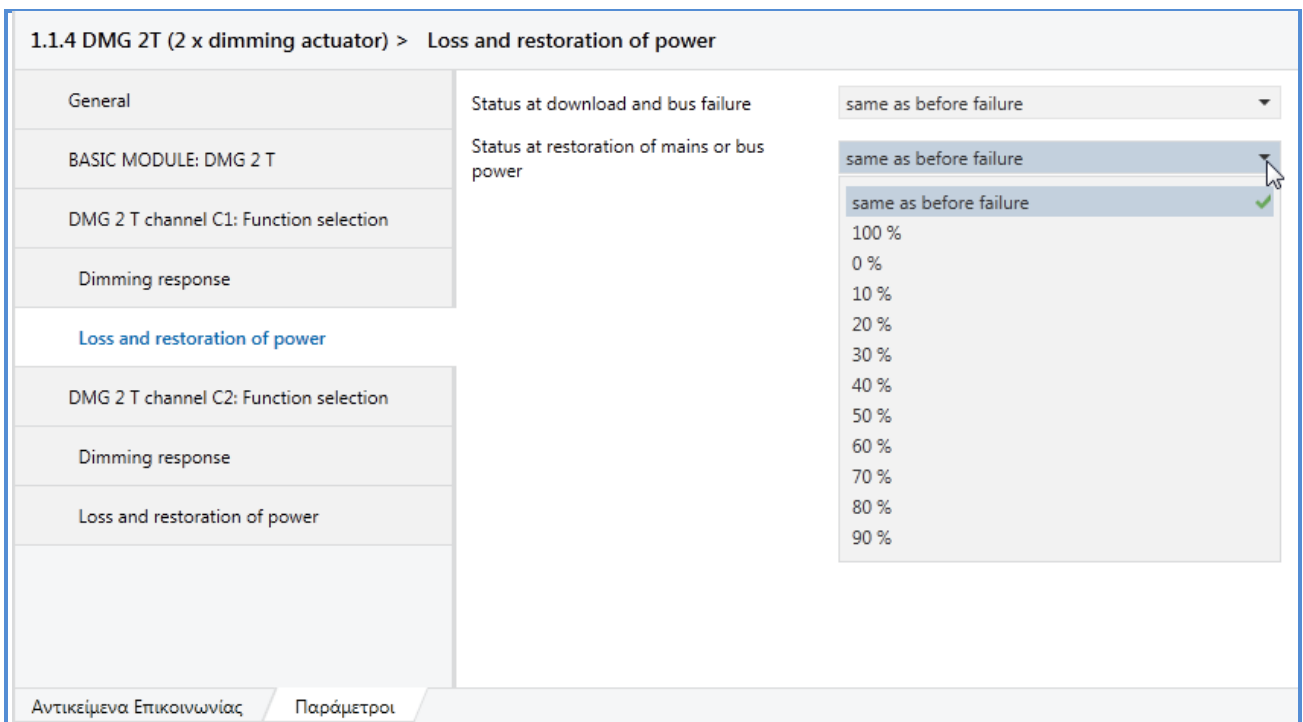 1.1.4 DMG 2T (2 x dimming actuator) > Loss and restoration of power
General
BASIC MODULE: DMG 2 T
DMG 2 T channel C1: Function selection
Dimming response
Loss and restoration of power
DMG 2 T channel C2: Function selection
Dimming response
Loss and restoration of power
Status at download and bus failure
same as before failure
Status at restoration of mains or bus
power
same as before failure
same as before failure
100 %
0 %
10 %
20 %
30 %
40 %
50 %
60 %
70 %
80 %
90 %
Αντικείμενα Επικοινωνίας
Παράμετροι